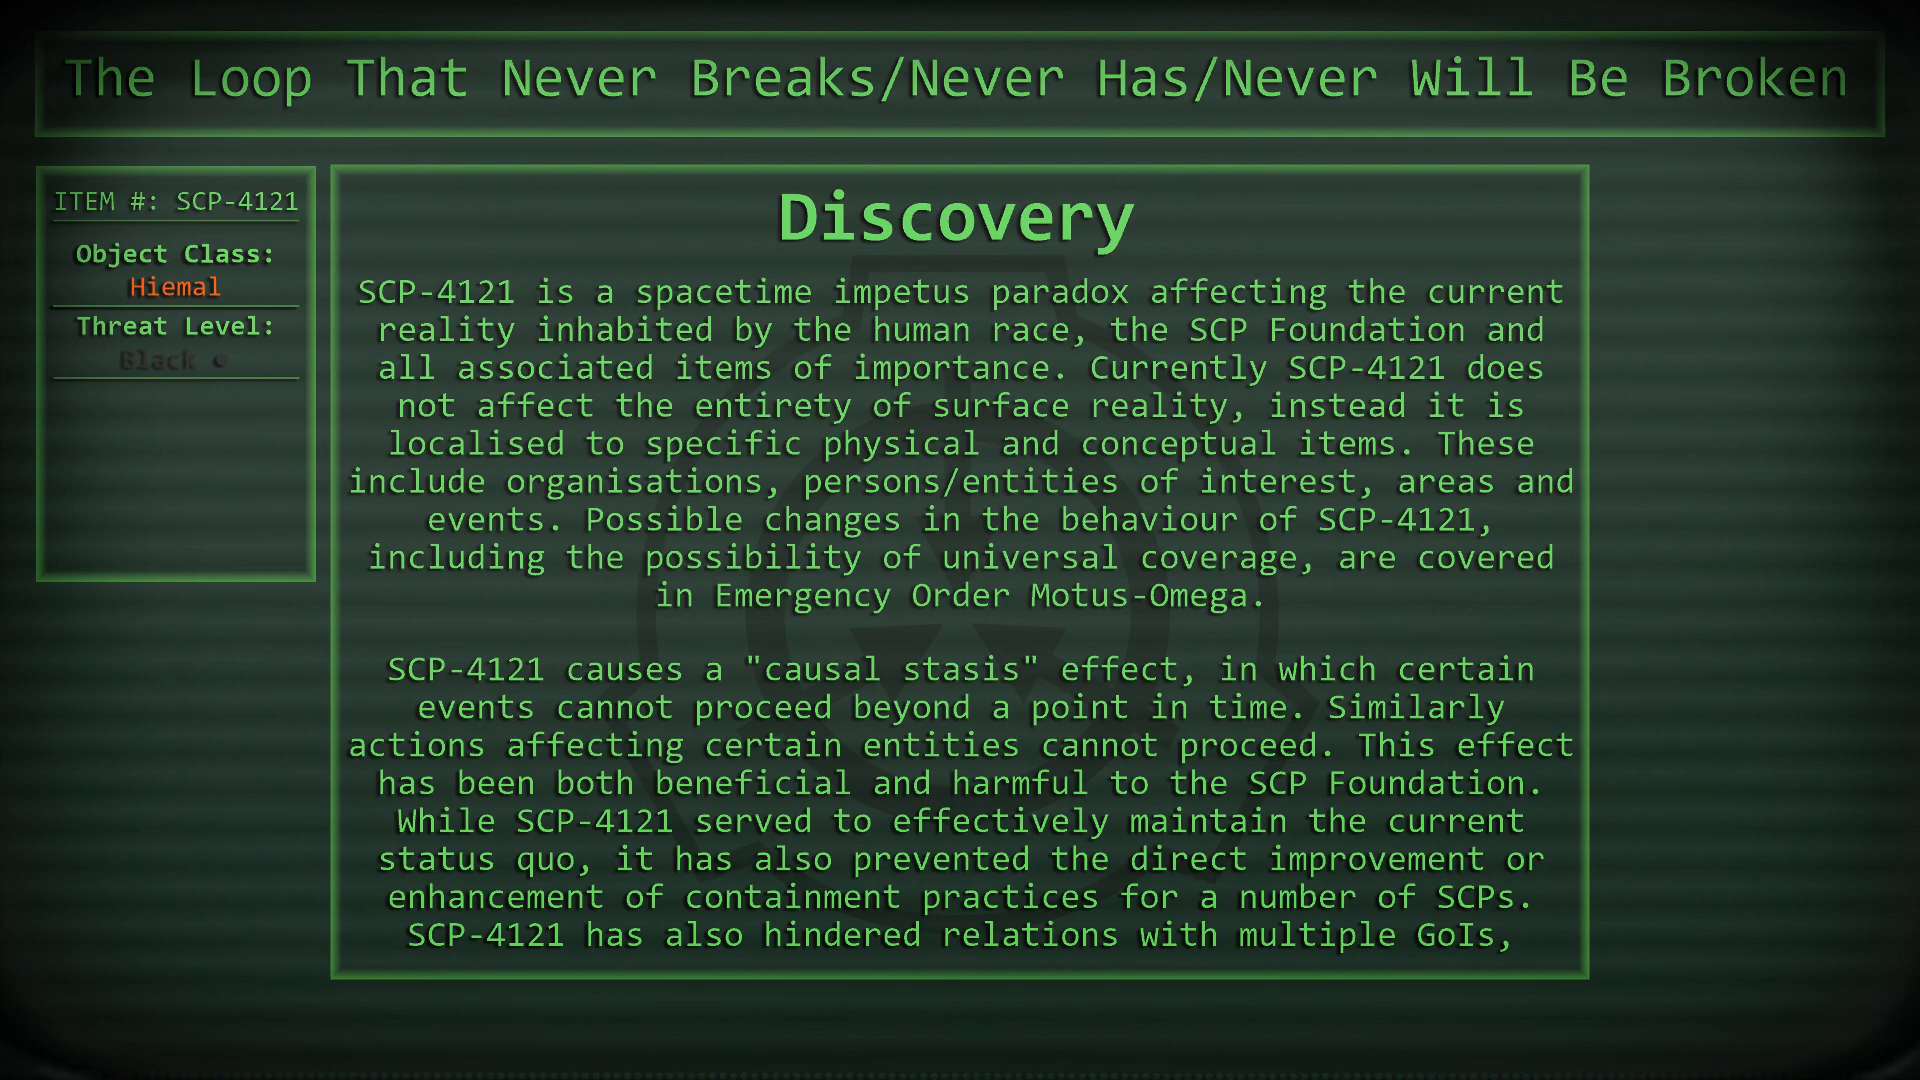 The Loop That Never Breaks/Never Has/Never Will Be Broken
ITEM #: SCP-4121
Object Class:
Hiemal
Threat Level:
Black ●
Discovery
SCP-4121 is a spacetime impetus paradox affecting the current
reality inhabited by the human race, the SCP Foundation and
all associated items of importance. Currently SCP-4121 does
not affect the entirety of surface reality, instead it is
localised to specific physical and conceptual items. These
include organisations, persons/entities of interest, areas and
events. Possible changes in the behaviour of SCP-4121,
including the possibility of universal coverage, are covered
in Emergency Order Motus-Omega.
SCP-4121 causes a "causal stasis" effect, in which certain
events cannot proceed beyond a point in time. Similarly
actions affecting certain entities cannot proceed. This effect
has been both beneficial and harmful to the SCP Foundation.
While SCP-4121 served to effectively maintain the current
status quo, it has also prevented the direct improvement or
enhancement of containment practices for a number of SCPs.
SCP-4121 has also hindered relations with multiple GoIs,